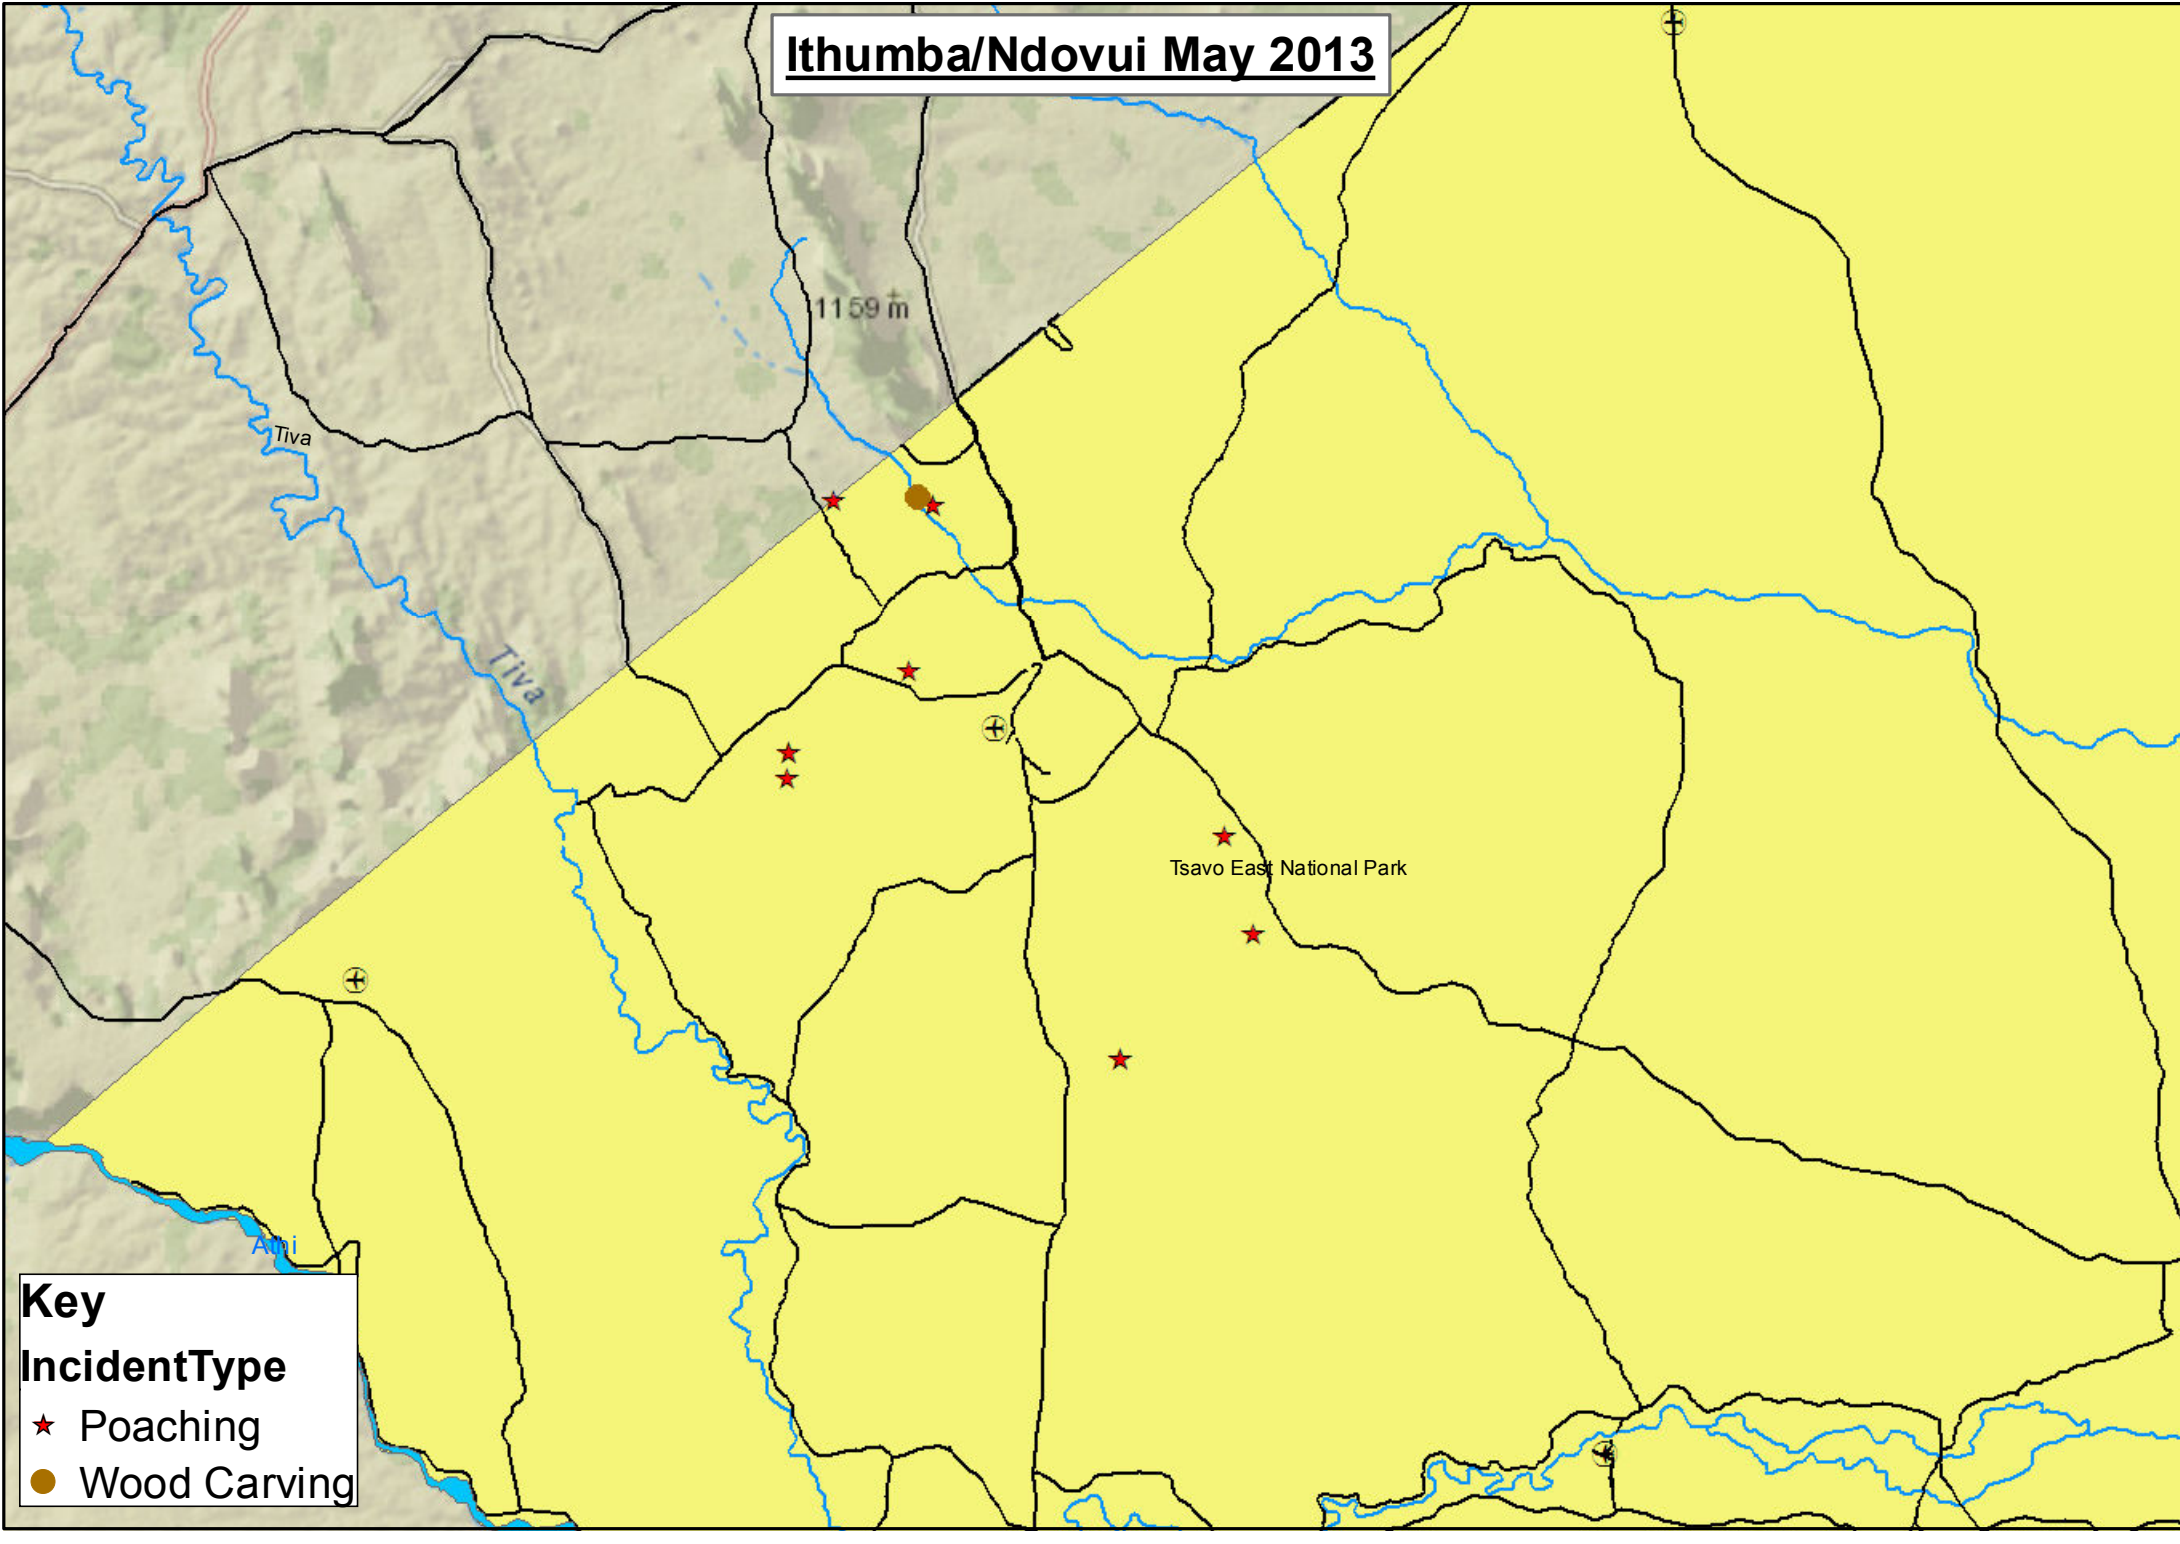 Ithumba/Ndovui May 2013
1159 m
Tiva
Tiva
Tsavo East National Park
Athi
Key
IncidentType
Poaching
Wood Carving